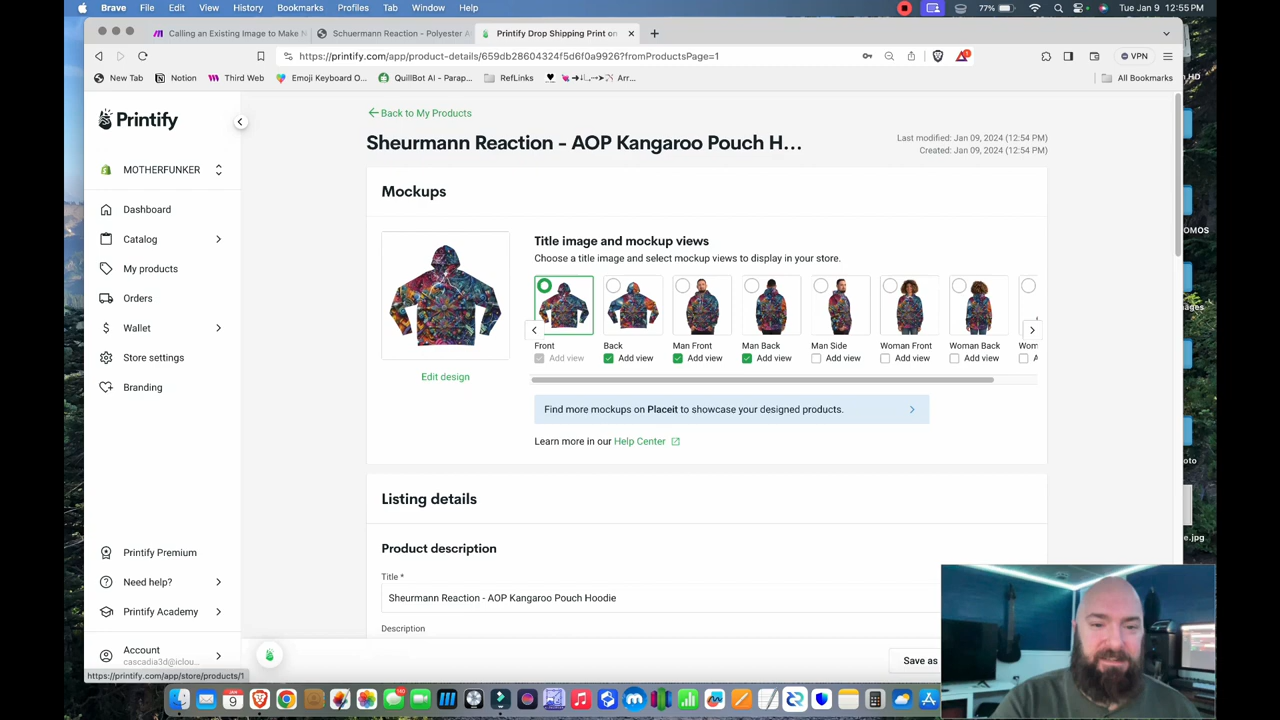 Brave File Edit View History Bookmarks Profiles Tab Window Help 77% Tue Jan 9 12:55 PM
Calling an Existing Image to Make N
Schuermann Reaction - Polyester A
Printify Drop Shipping Print on
https://printify.com/app/product-details/659db28604324f5d6f0a9926?fromProductsPage=1
VPN
New Tab Notion Third Web Emoji Keyboard O... QuillBot AI - Parap... RefLinks Arr... All Bookmarks
Printify
MOTHERFUNKER
Dashboard
Catalog
My products
Orders
Wallet
Store settings
Branding
Printify Premium
Need help?
Printify Academy
Account
cascadia3d@iclou...
https://printify.com/app/store/products/1
Back to My Products
Sheurmann Reaction - AOP Kangaroo Pouch H...
Last modified: Jan 09, 2024 (12:54 PM)
Created: Jan 09, 2024 (12:54 PM)
Mockups
Edit design
Title image and mockup views
Choose a title image and select mockup views to display in your store.
Front Back Man Front Man Back Man Side Woman Front Woman Back Wom
Add view Add view Add view Add view Add view Add view Add view A
Find more mockups on Placeit to showcase your designed products.
Learn more in our Help Center
Listing details
Product description
Title *
Sheurmann Reaction - AOP Kangaroo Pouch Hoodie
Description
Save as
HD
OMOS
ages
oto
e.jpg